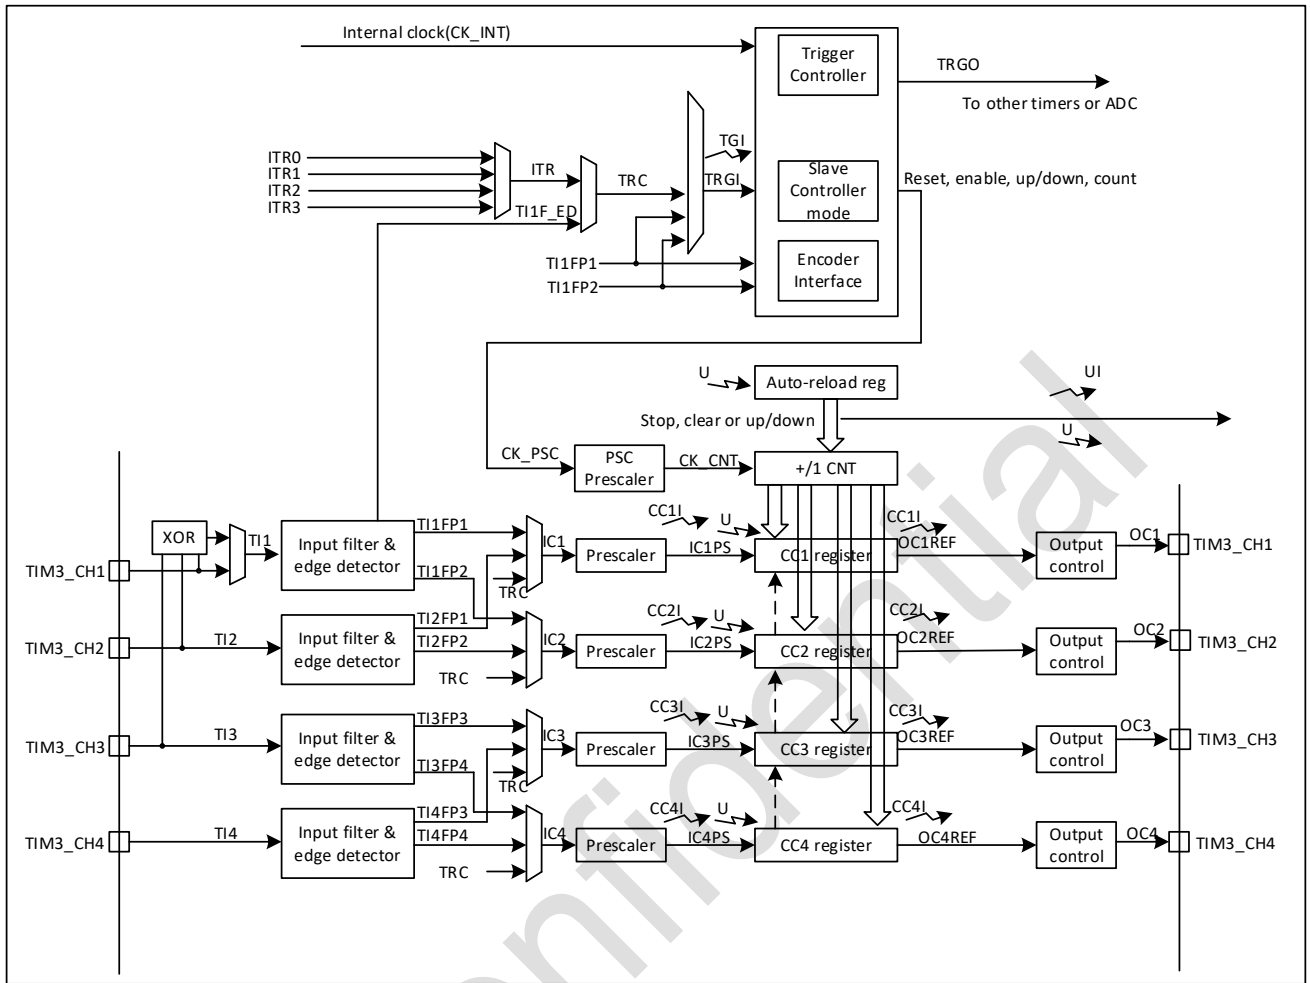 Internal clock(CK_INT)
Trigger
Controller
TRGO
To other timers or ADC
TGI
ITR0
ITR1
ITR2
ITR3
ITR
TRC
TRGI
TI1F_ED
Slave
Controller
mode
Reset, enable, up/down, count
TI1FP1
TI1FP2
Encoder
Interface
U
Auto-reload reg
UI
Stop, clear or up/down
U
CK_PSC
PSC
Prescaler
CK_CNT
+/1 CNT
XOR
TI1
Input filter &
edge detector
TI1FP1
TI1FP2
TRC
IC1
Prescaler
IC1PS
CC1I
U
CC1 register
CC1I
OC1REF
Output
control
OC1
TIM3_CH1
TIM3_CH1
TIM3_CH2
TI2
Input filter &
edge detector
TI2FP1
TI2FP2
TRC
IC2
Prescaler
IC2PS
CC2I
U
CC2 register
CC2I
OC2REF
Output
control
OC2
TIM3_CH2
TIM3_CH3
TI3
Input filter &
edge detector
TI3FP3
TI3FP4
TRC
IC3
Prescaler
IC3PS
CC3I
U
CC3 register
CC3I
OC3REF
Output
control
OC3
TIM3_CH3
TIM3_CH4
TI4
Input filter &
edge detector
TI4FP3
TI4FP4
TRC
IC4
Prescaler
IC4PS
CC4I
U
CC4 register
CC4I
OC4REF
Output
control
OC4
TIM3_CH4
onfidential